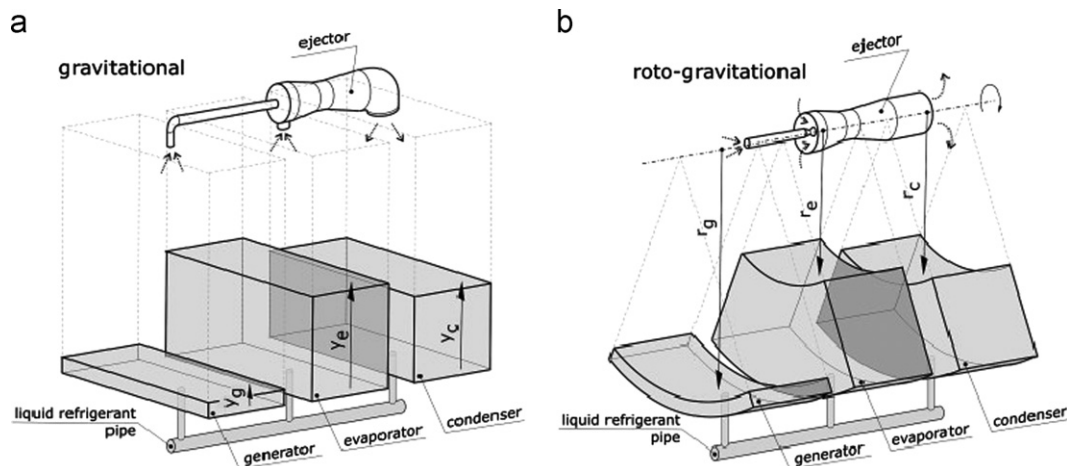 a
gravitational
ejector
Yg
Ye
Yc
liquid refrigerant
pipe
generator
evaporator
condenser
b
roto-gravitational
ejector
rg
re
rc
liquid refrigerant
pipe
generator
evaporator
condenser